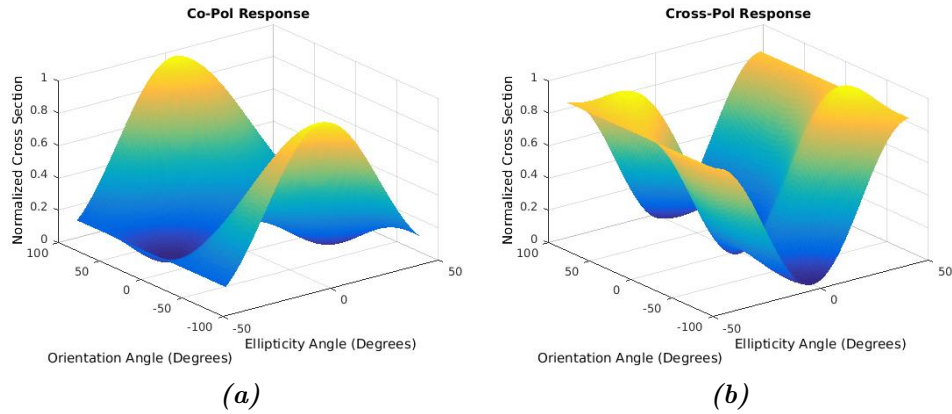 Co-Pol Response
1
0.8
0.6
0.4
0.2
0
Normalized Cross Section
100
50
0
-50
-100
Orientation Angle (Degrees)
-50
0
50
Ellipticity Angle (Degrees)
(a)
Cross-Pol Response
1
0.8
0.6
0.4
0.2
0
Normalized Cross Section
100
50
0
-50
-100
Orientation Angle (Degrees)
-50
0
50
Ellipticity Angle (Degrees)
(b)